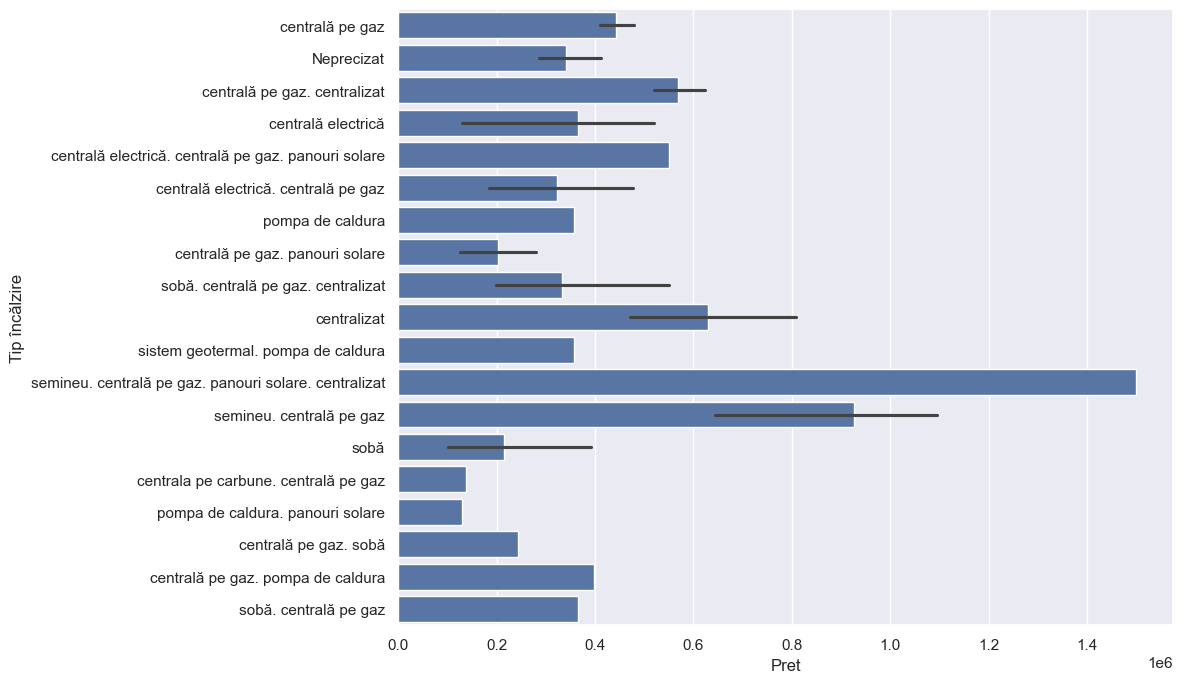 centrală pe gaz
Neprecizat
centrală pe gaz. centralizat
centrală electrică
centrală electrică. centrală pe gaz. panouri solare
centrală electrică. centrală pe gaz
pompa de caldura
centrală pe gaz. panouri solare
sobă. centrală pe gaz. centralizat
centralizat
sistem geotermal. pompa de caldura
semineu. centrală pe gaz. panouri solare. centralizat
semineu. centrală pe gaz
sobă
centrala pe carbune. centrală pe gaz
pompa de caldura. panouri solare
centrală pe gaz. sobă
centrală pe gaz. pompa de caldura
sobă. centrală pe gaz
Tip încălzire
0.0 0.2 0.4 0.6 0.8 1.0 1.2 1.4
1e6
Pret